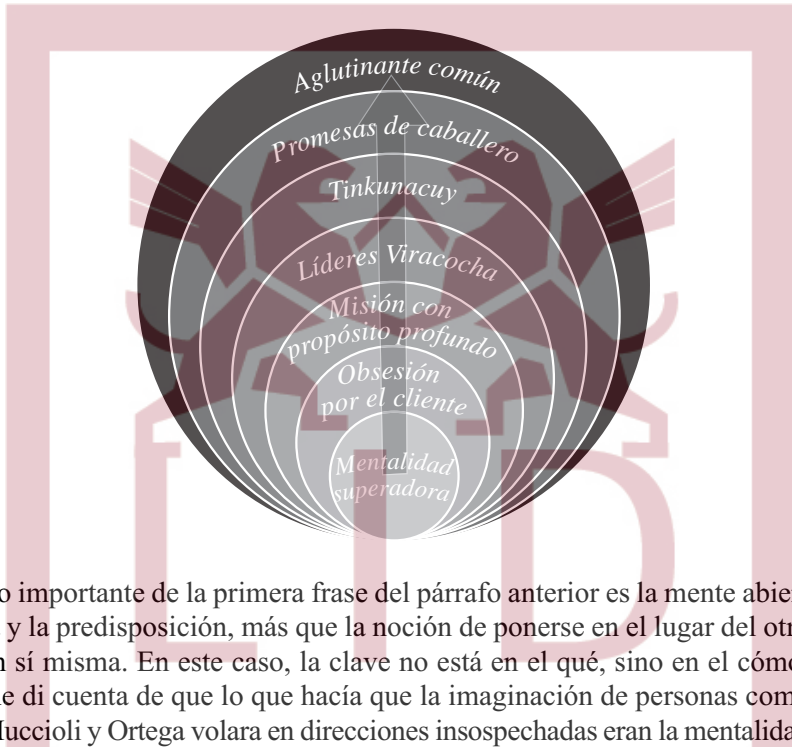 Aglutinante común
Promesas de caballero
Tinkunacuy
Líderes Viracocha
Misión con
propósito profundo
Obsesión
por el cliente
Mentalidad
superadora
o importante de la primera frase del párrafo anterior es la mente abier
y la predisposición, más que la noción de ponerse en el lugar del otr
n sí misma. En este caso, la clave no está en el qué, sino en el cómo
e di cuenta de que lo que hacía que la imaginación de personas com
uccioli y Ortega volara en direcciones insospechadas eran la mentalida
LID